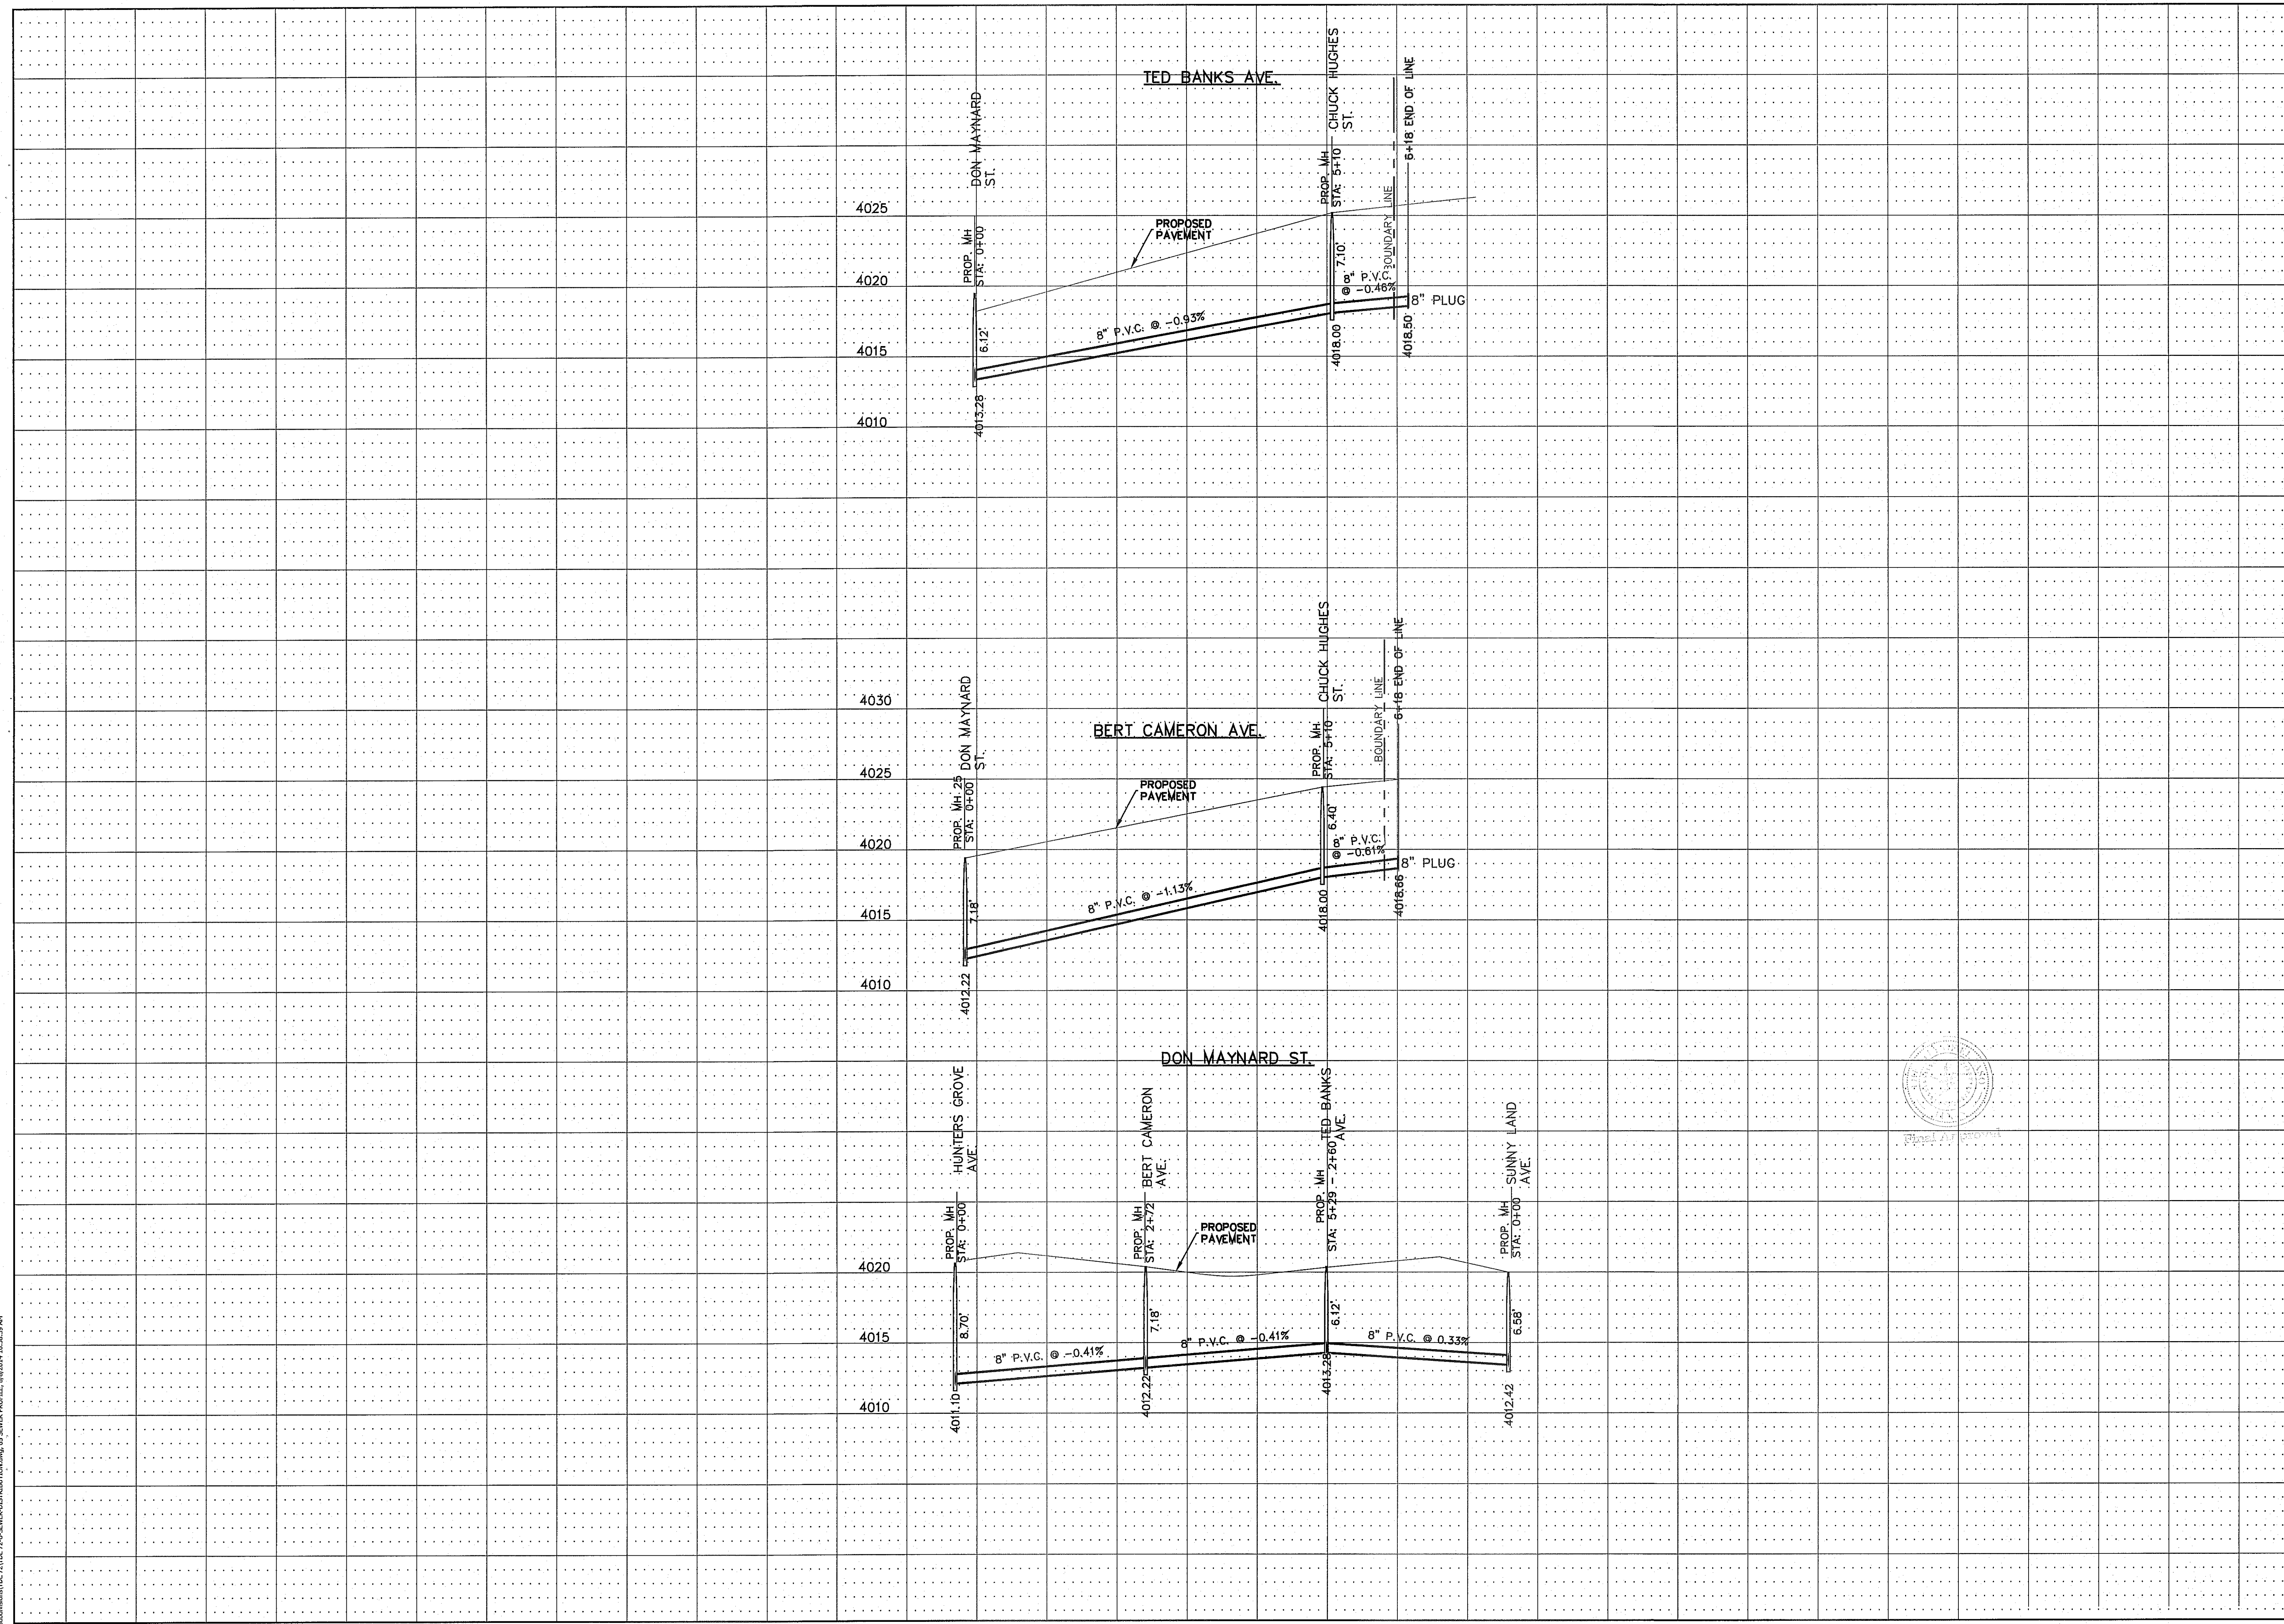 TED BANKS AVE.
DON MAYNARD
ST.
CHUCK HUGHES
ST.
6+18 END OF LINE
BOUNDARY LINE
PROP. MH
STA: 0+00
PROP. MH
STA: 5+10
PROPOSED
PAVEMENT
4025
4020
4015
4010
6.12'
7.10'
8" P.V.C. @ -0.93%
8" P.V.C.
@ -0.46%
8" PLUG
4013.28
4018.00
4018.50
BERT CAMERON AVE.
DON MAYNARD
ST.
CHUCK HUGHES
ST.
6+18 END OF LINE
BOUNDARY LINE
PROP. MH 25
STA: 0+00
PROP. MH
STA: 5+10
PROPOSED
PAVEMENT
4030
4025
4020
4015
4010
7.18'
6.40'
8" P.V.C. @ -1.13%
8" P.V.C.
@ -0.61%
8" PLUG
4012.22
4018.00
4018.66
DON MAYNARD ST.
HUNTERS GROVE
AVE.
BERT CAMERON
AVE.
TED BANKS
AVE.
SUNNY LAND
AVE.
PROP. MH
STA: 0+00
PROP. MH
STA: 2+72
PROP. MH
STA: 5+29 - 2+60
PROP. MH
STA: 0+00
PROPOSED
PAVEMENT
4020
4015
4010
8.70'
7.18'
6.12'
6.58'
8" P.V.C. @ -0.41%
8" P.V.C. @ -0.41%
8" P.V.C. @ 0.33%
4011.10
4012.22
4013.28
4012.42
Final Approval